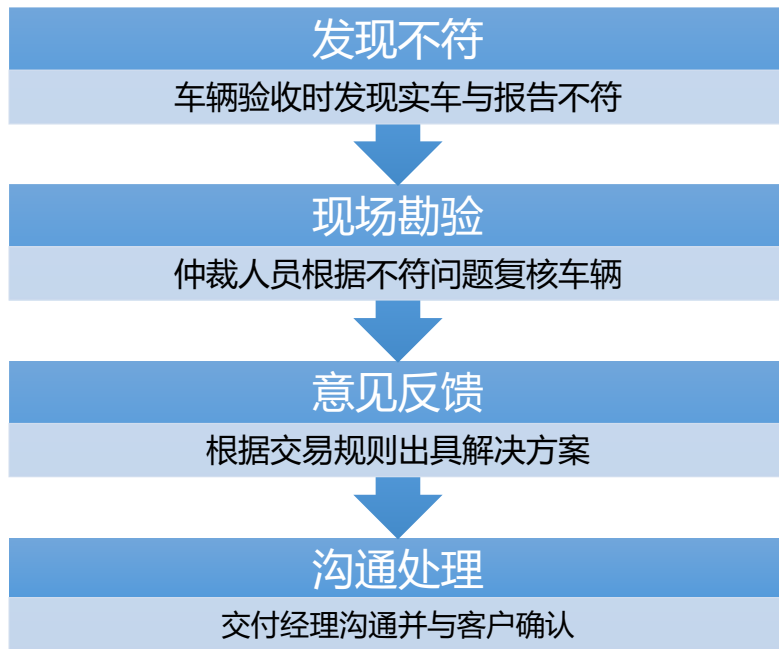 发现不符
车辆验收时发现实车与报告不符
现场勘验
仲裁人员根据不符问题复核车辆
意见反馈
根据交易规则出具解决方案
沟通处理
交付经理沟通并与客户确认